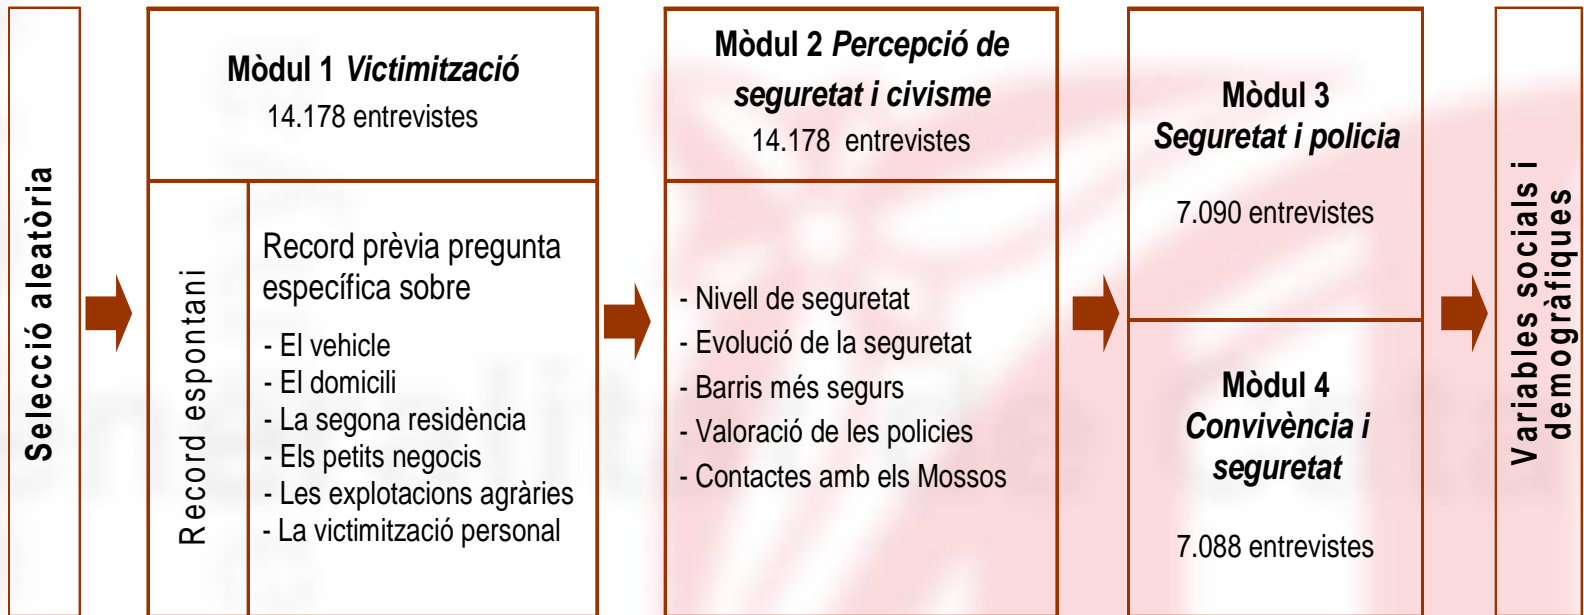 Selecció aleatòria
Mòdul 1 Victimització
14.178 entrevistes
Record espontani
Record prèvia pregunta
específica sobre
- El vehicle
- El domicili
- La segona residència
- Els petits negocis
- Les explotacions agràries
- La victimització personal
Mòdul 2 Percepció de
seguretat i civisme
14.178 entrevistes
- Nivell de seguretat
- Evolució de la seguretat
- Barris més segurs
- Valoració de les policies
- Contactes amb els Mossos
Mòdul 3
Seguretat i policia
7.090 entrevistes
Mòdul 4
Convivència i
seguretat
7.088 entrevistes
Variables socials i
demogràfiques